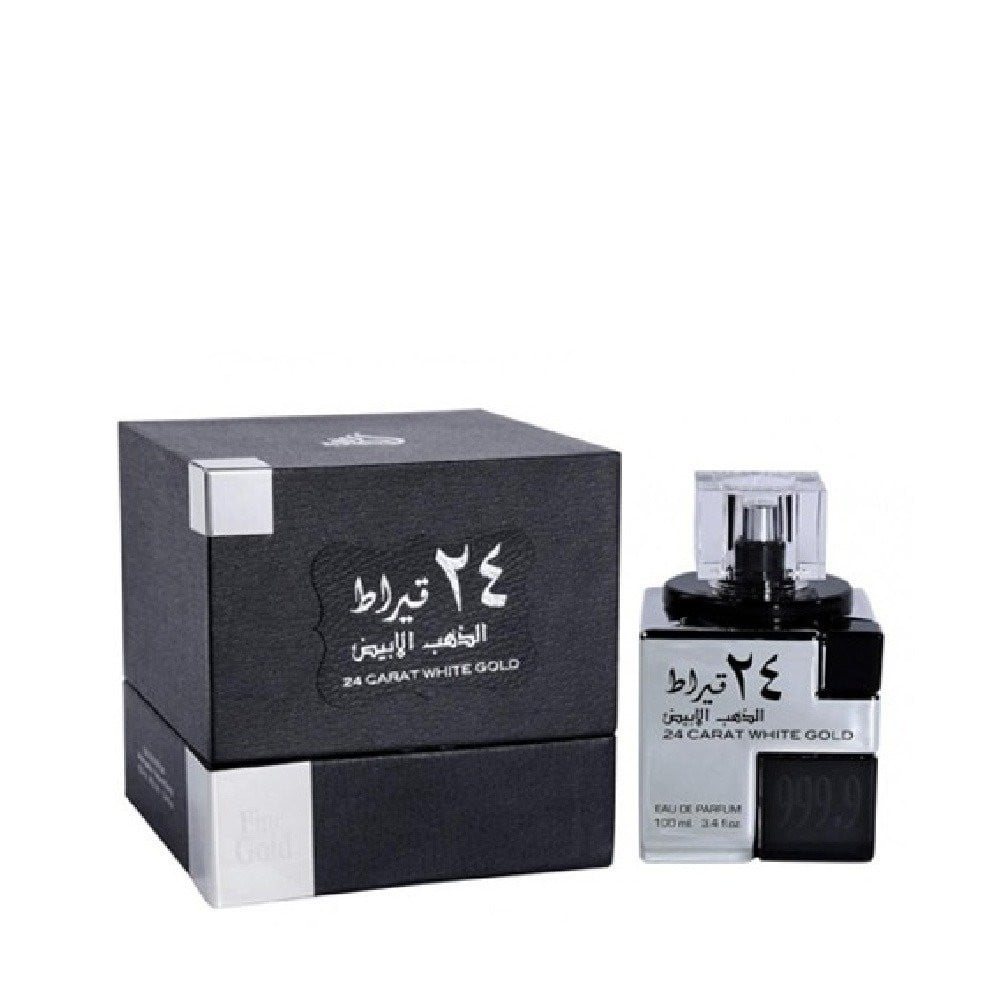 ٢٤ قيراط
الذهب الابيض
24 CARAT WHITE GOLD
Fine
Gold
٢٤ قيراط
الذهب الابيض
24 CARAT WHITE GOLD
999.9
EAU DE PARFUM
100 ml. 3.4 fl.oz.